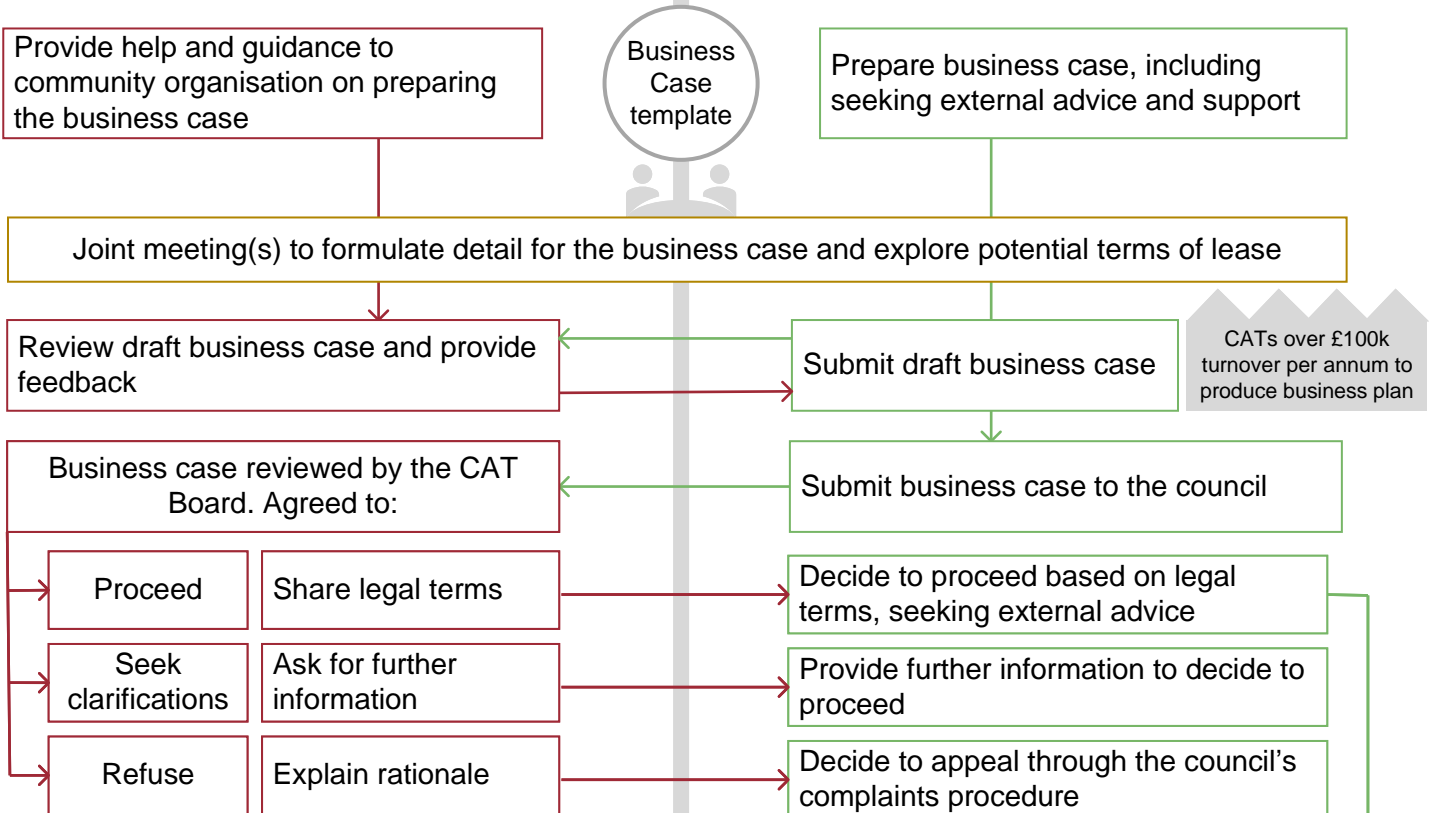 Provide help and guidance to
community organisation on preparing
the business case
Business
Case
template
Prepare business case, including
seeking external advice and support
Joint meeting(s) to formulate detail for the business case and explore potential terms of lease
Review draft business case and provide
feedback
Submit draft business case
CATs over £100k
turnover per annum to
produce business plan
Business case reviewed by the CAT
Board. Agreed to:
Submit business case to the council
Proceed
Share legal terms
Decide to proceed based on legal
terms, seeking external advice
Seek
clarifications
Ask for further
information
Provide further information to decide to
proceed
Refuse
Explain rationale
Decide to appeal through the council’s
complaints procedure